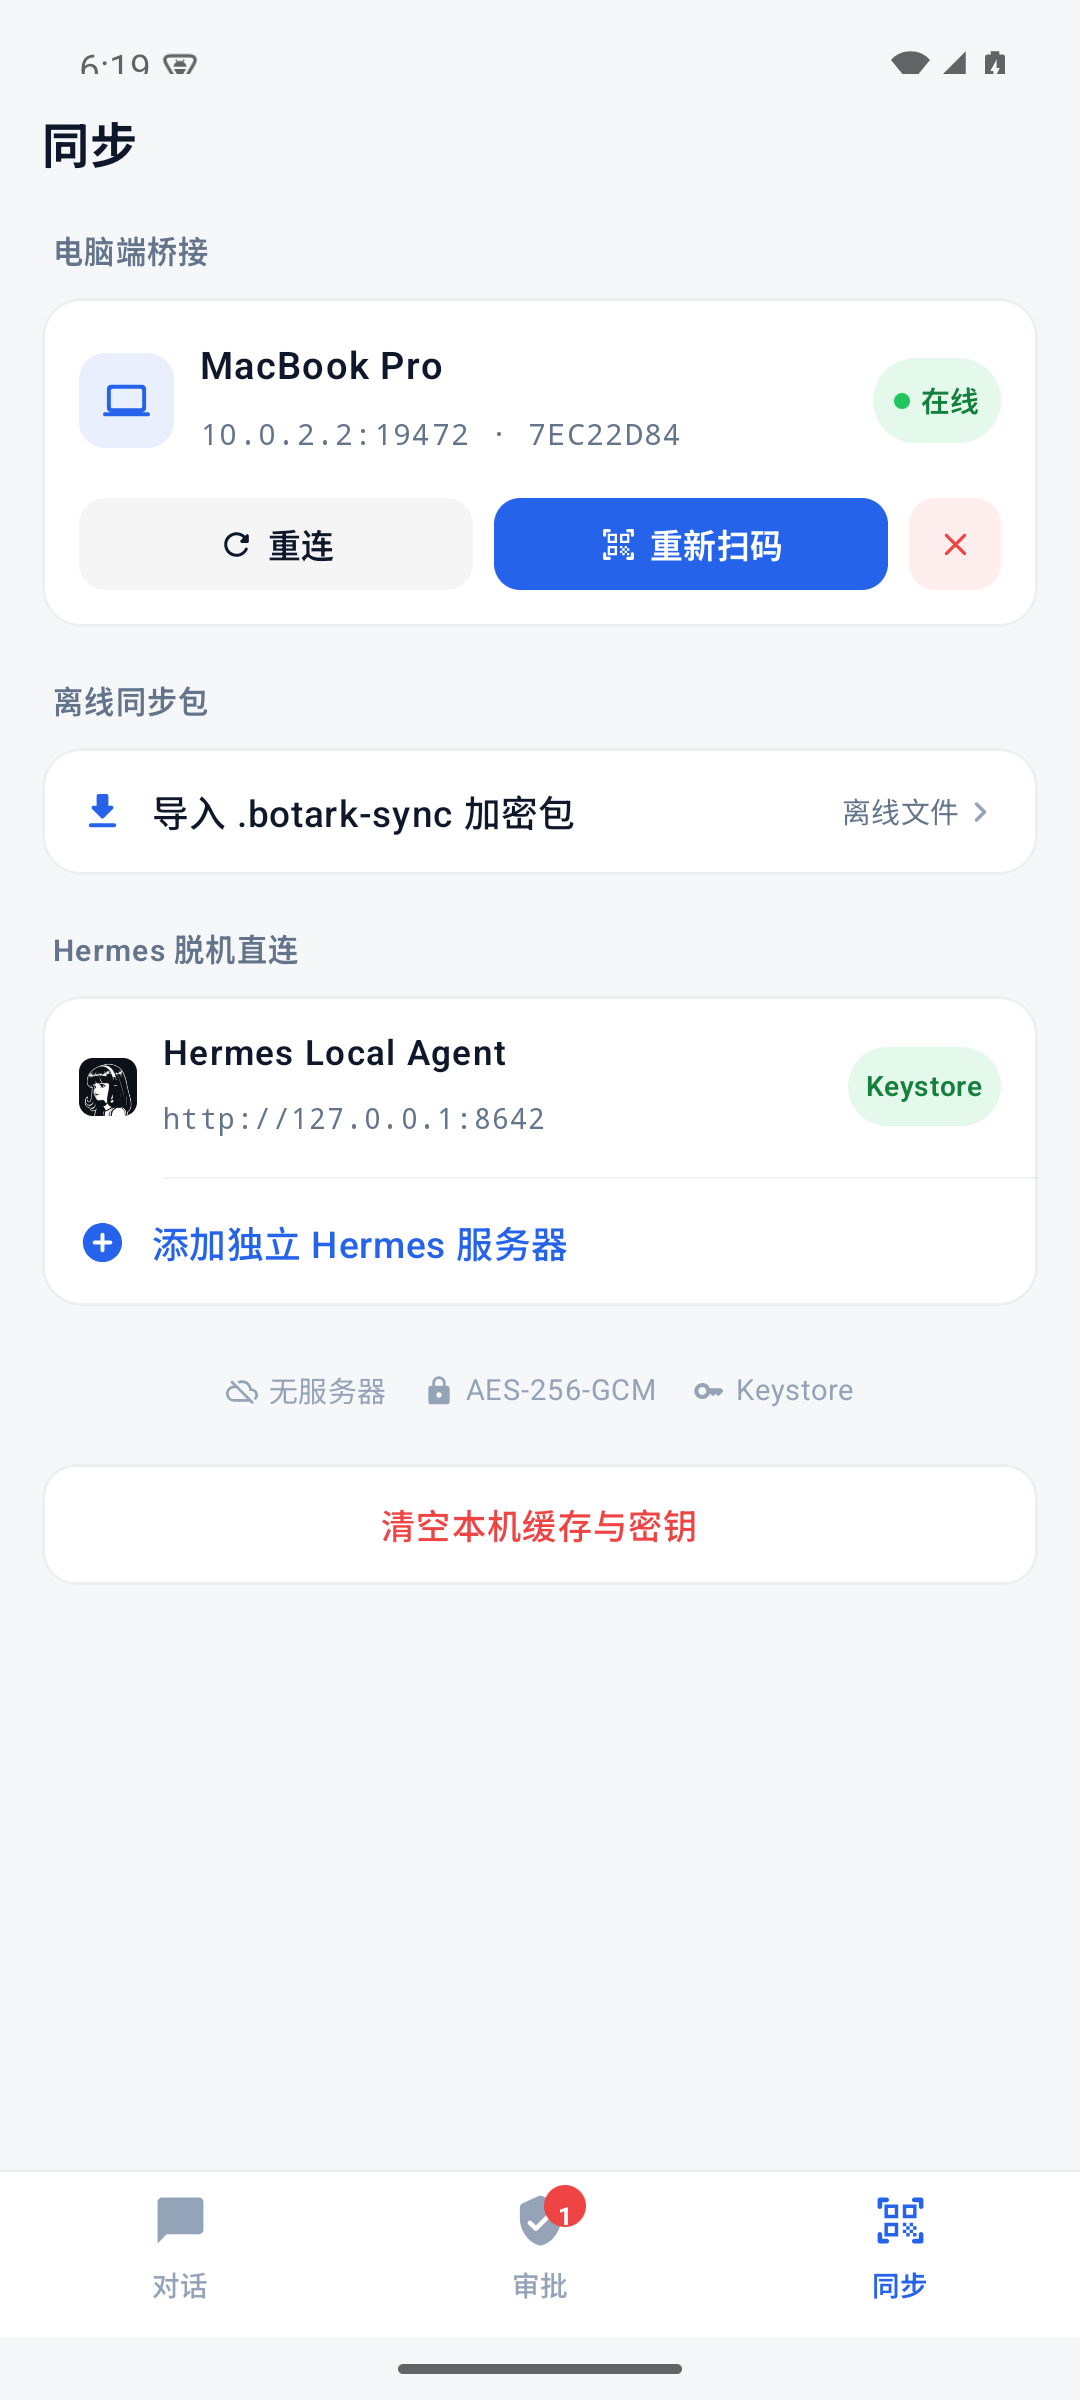 6:19
同步
电脑端桥接
MacBook Pro
10.0.2.2:19472 · 7EC22D84
在线
重连
重新扫码
离线同步包
导入 .botark-sync 加密包
离线文件
Hermes 脱机直连
Hermes Local Agent
http://127.0.0.1:8642
Keystore
添加独立 Hermes 服务器
无服务器
AES-256-GCM
Keystore
清空本机缓存与密钥
1
对话
审批
同步